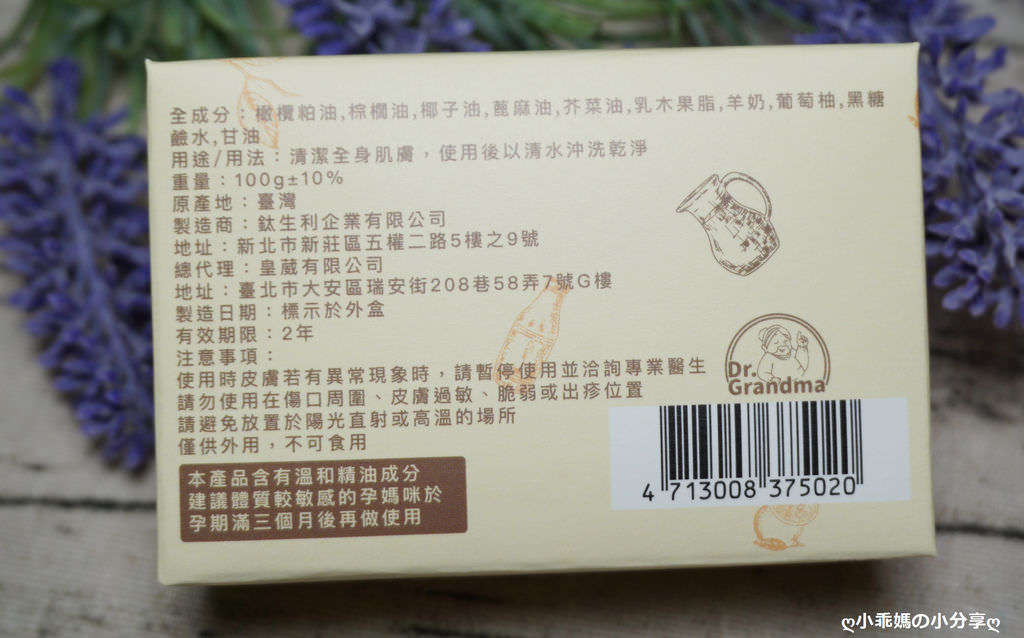 全成分：橄欖粕油,棕櫚油,椰子油,蓖麻油,芥菜油,乳木果脂,羊奶,葡萄柚,黑糖
鹼水,甘油
用途/用法：清潔全身肌膚，使用後以清水沖洗乾淨
重量：100g±10%
原產地：臺灣
製造商：鈦生利企業有限公司
地址：新北市新莊區五權二路5樓之9號
總代理：皇葳有限公司
地址：臺北市大安區瑞安街208巷58弄7號G樓
製造日期：標示於外盒
有效期限：2年
注意事項：
使用時皮膚若有異常現象時，請暫停使用並洽詢專業醫生
請勿使用在傷口周圍、皮膚過敏、脆弱或出疹位置
請避免放置於陽光直射或高溫的場所
僅供外用，不可食用
本產品含有溫和精油成分
建議體質較敏感的孕媽咪於
孕期滿三個月後再做使用
Dr.
Grandma
4 713008 375020
ღ小乖媽の小分享ღ